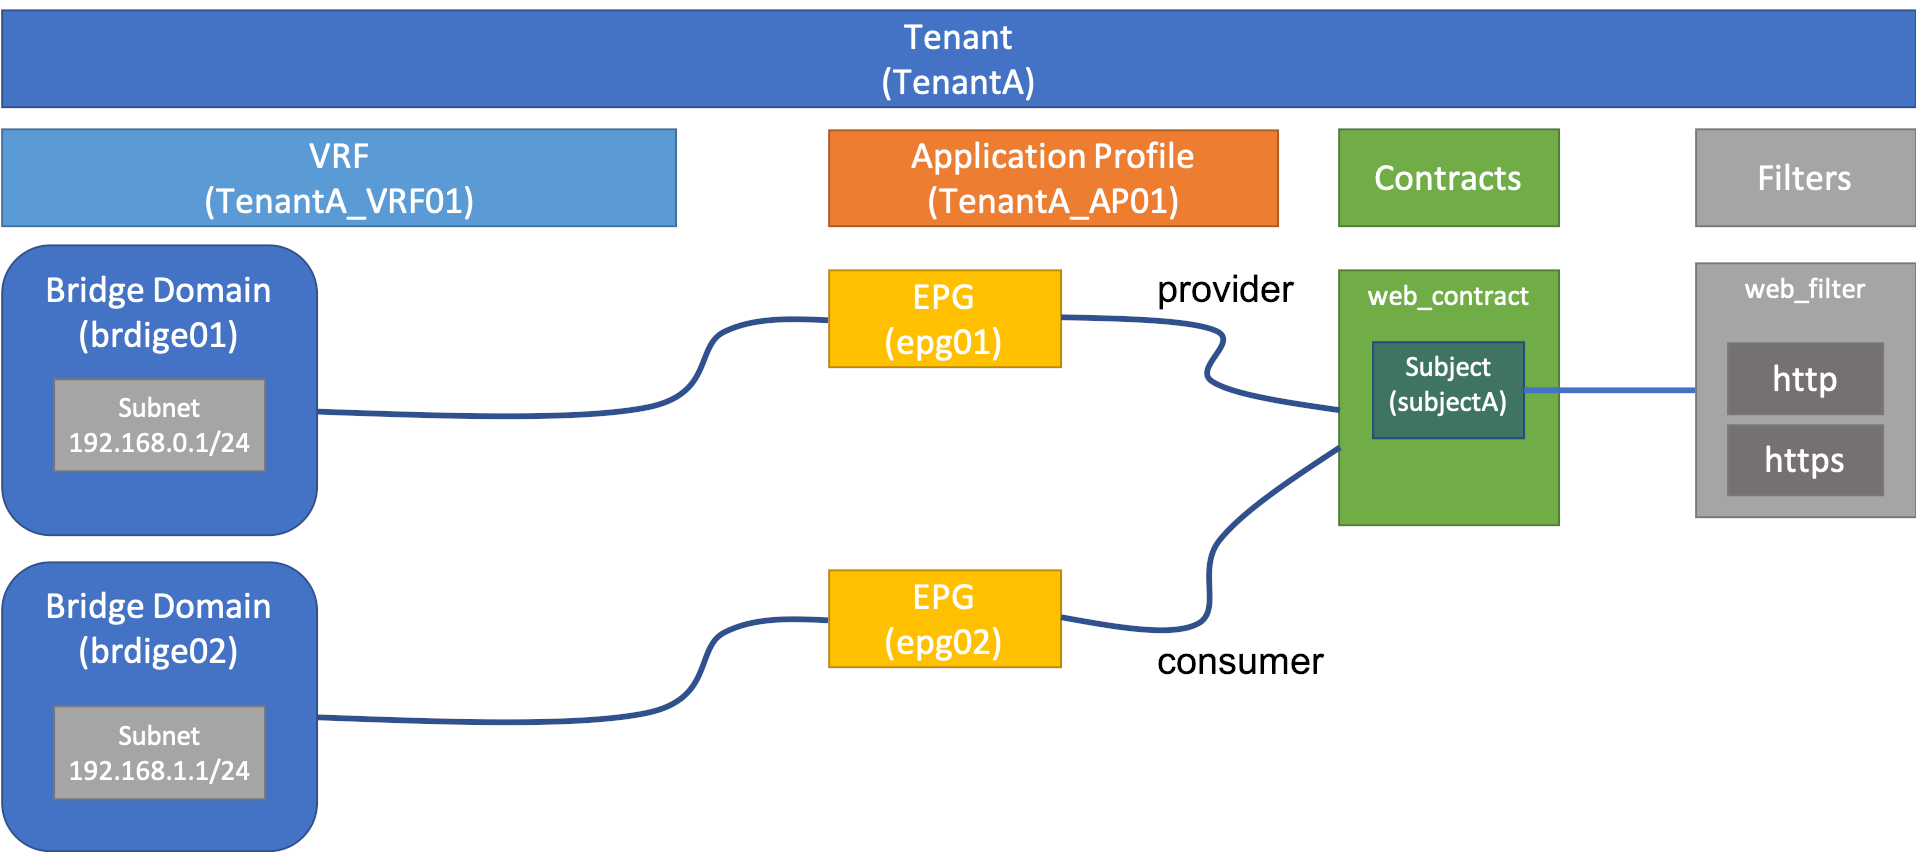 Tenant
(TenantA)
VRF
(TenantA_VRF01)
Application Profile
(TenantA_AP01)
Contracts
Filters
Bridge Domain
(brdige01)
Subnet
192.168.0.1/24
EPG
(epg01)
provider
web_contract
Subject
(subjectA)
web_filter
http
https
Bridge Domain
(brdige02)
Subnet
192.168.1.1/24
EPG
(epg02)
consumer